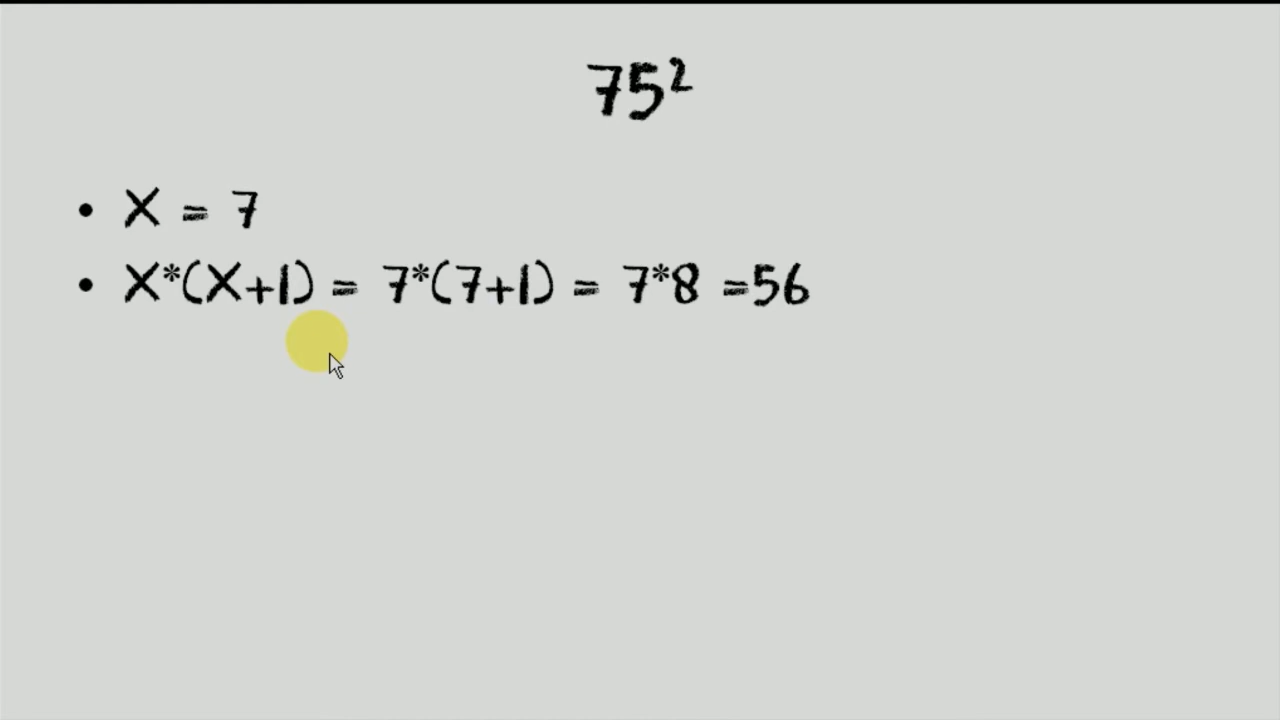 75²
• X = 7
• X*(X+1) = 7*(7+1) = 7*8 =56